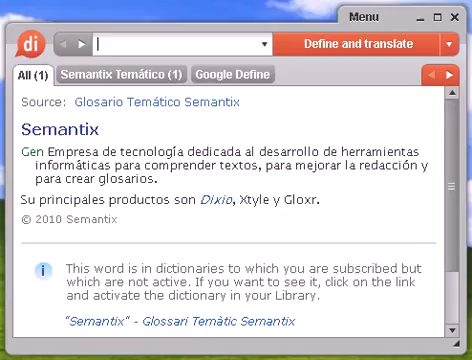 Menu
di
Define and translate
All (1)
Semantix Temático (1)
Google Define
Source: Glosario Temático Semantix
Semantix
Gen Empresa de tecnología dedicada al desarrollo de herramientas
informáticas para comprender textos, para mejorar la redacción y
para crear glosarios.
Su principales productos son Dixio, Xtyle y Gloxr.
© 2010 Semantix
i
This word is in dictionaries to which you are subscribed but
which are not active. If you want to see it, click on the link
and activate the dictionary in your Library.
"Semantix" - Glossari Temàtic Semantix